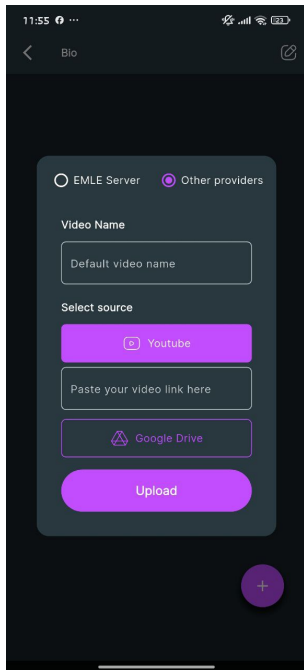 11:55
Bio
EMLE Server Other providers
Video Name
Default video name
Select source
Youtube
Paste your video link here
Google Drive
Upload